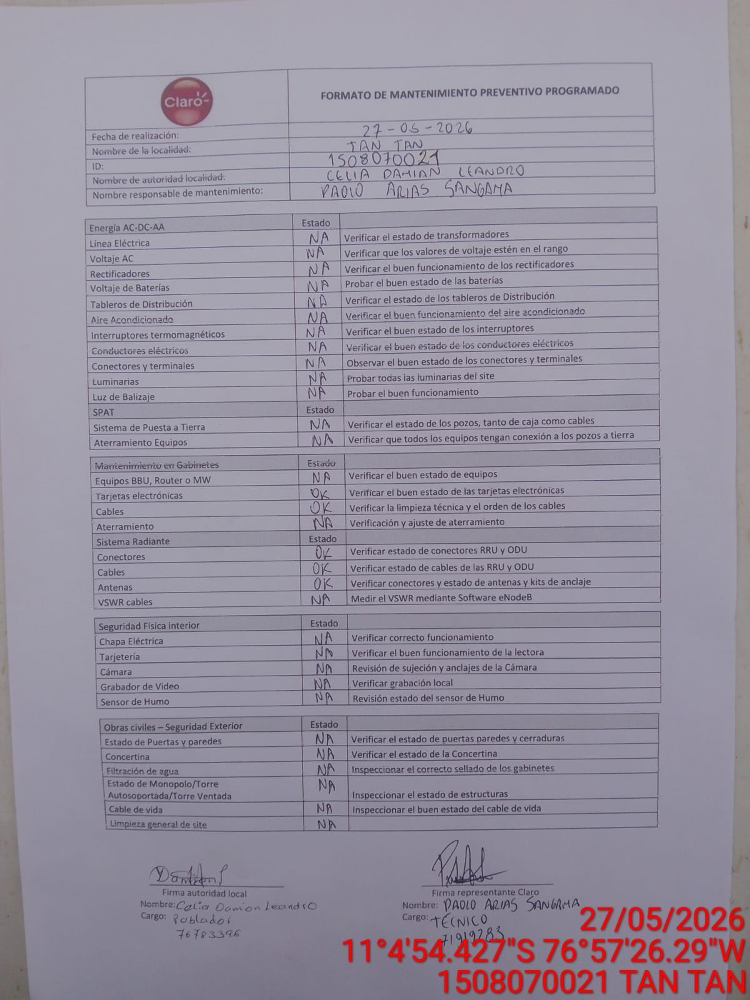 Claro
FORMATO DE MANTENIMIENTO PREVENTIVO PROGRAMADO
Fecha de realización: 27-05-2026
Nombre de la localidad: TAN TAN
ID: 1508070021
Nombre de autoridad localidad: CELIA DAMIAN LEANDRO
Nombre responsable de mantenimiento: PAOLO ARIAS SANGAMA
Energía AC-DC-AA Estado
Línea Eléctrica NA Verificar el estado de transformadores
Voltaje AC NA Verificar que los valores de voltaje estén en el rango
Rectificadores NA Verificar el buen funcionamiento de los rectificadores
Voltaje de Baterías NA Probar el buen estado de las baterías
Tableros de Distribución NA Verificar el estado de los tableros de Distribución
Aire Acondicionado NA Verificar el buen funcionamiento del aire acondicionado
Interruptores termomagnéticos NA Verificar el buen estado de los interruptores
Conductores eléctricos NA Verificar el buen estado de los conductores eléctricos
Conectores y terminales NA Observar el buen estado de los conectores y terminales
Luminarias NA Probar todas las luminarias del site
Luz de Balizaje NA Probar el buen funcionamiento
SPAT Estado
Sistema de Puesta a Tierra NA Verificar el estado de los pozos, tanto de caja como cables
Aterramiento Equipos NA Verificar que todos los equipos tengan conexión a los pozos a tierra
Mantenimiento en Gabinetes Estado
Equipos BBU, Router o MW NA Verificar el buen estado de equipos
Tarjetas electrónicas OK Verificar el buen estado de las tarjetas electrónicas
Cables OK Verificar la limpieza técnica y el orden de los cables
Aterramiento NA Verificación y ajuste de aterramiento
Sistema Radiante Estado
Conectores OK Verificar estado de conectores RRU y ODU
Cables OK Verificar estado de cables de las RRU y ODU
Antenas OK Verificar conectores y estado de antenas y kits de anclaje
VSWR cables NA Medir el VSWR mediante Software eNodeB
Seguridad Física interior Estado
Chapa Eléctrica NA Verificar correcto funcionamiento
Tarjetería NA Verificar el buen funcionamiento de la lectora
Cámara NA Revisión de sujeción y anclajes de la Cámara
Grabador de Video NA Verificar grabación local
Sensor de Humo NA Revisión estado del sensor de Humo
Obras civiles – Seguridad Exterior Estado
Estado de Puertas y paredes NA Verificar el estado de puertas paredes y cerraduras
Concertina NA Verificar el estado de la Concertina
Filtración de agua NA Inspeccionar el correcto sellado de los gabinetes
Estado de Monopolo/Torre
Autosoportada/Torre Ventada NA Inspeccionar el estado de estructuras
Cable de vida NA Inspeccionar el buen estado del cable de vida
Limpieza general de site NA
Firma autoridad local
Nombre: Celia Damion Leandro
Cargo: Poblador
76783396
Firma representante Claro
Nombre: PAOLO ARIAS SANGAMA
Cargo: TÉCNICO
71919283
27/05/2026
11°4'54.427"S 76°57'26.29"W
1508070021 TAN TAN